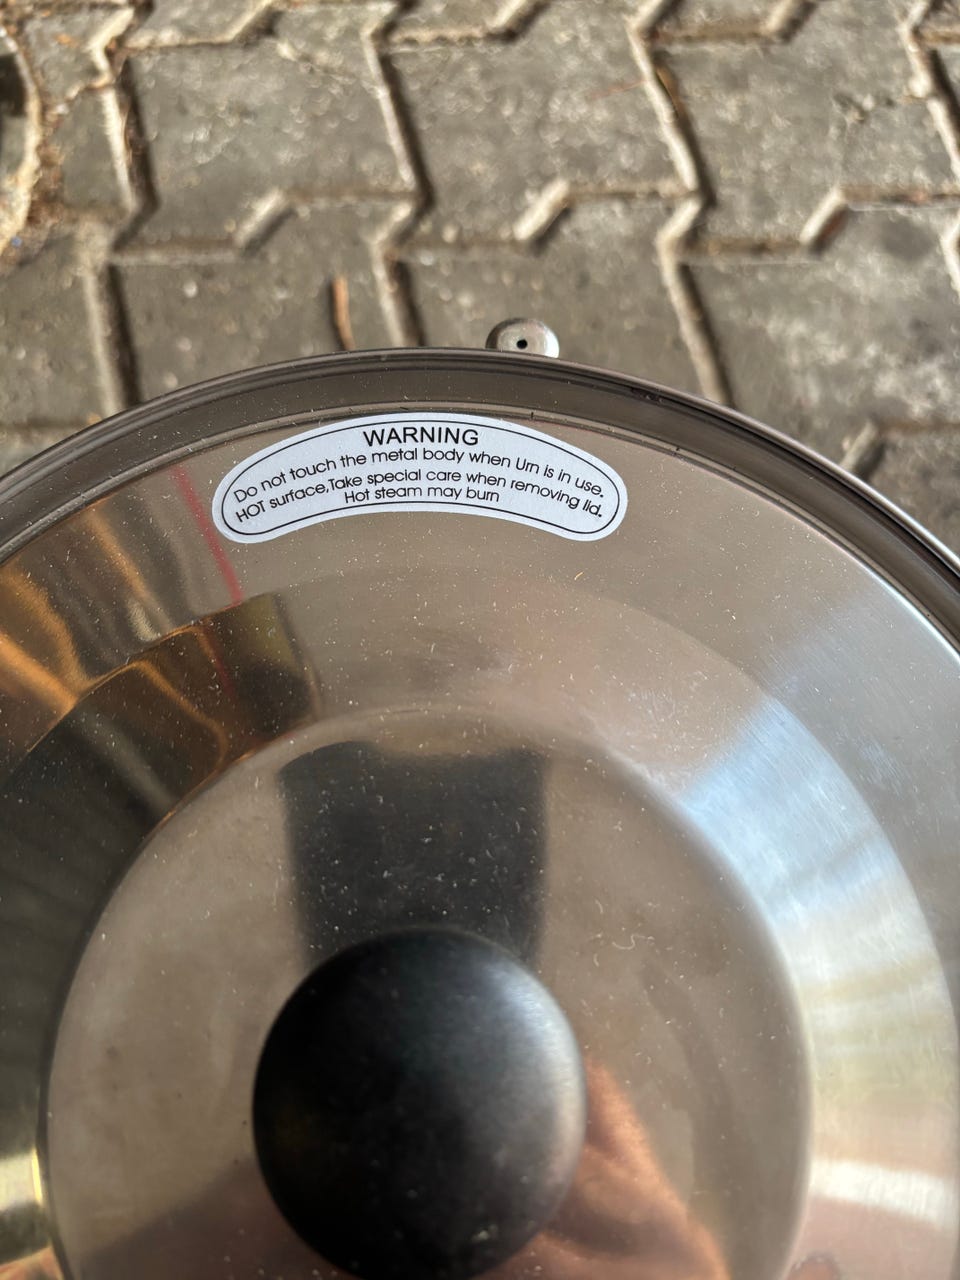 WARNING
Do not touch the metal body when Urn is in use.
HOT surface,Take special care when removing lid.
Hot steam may burn